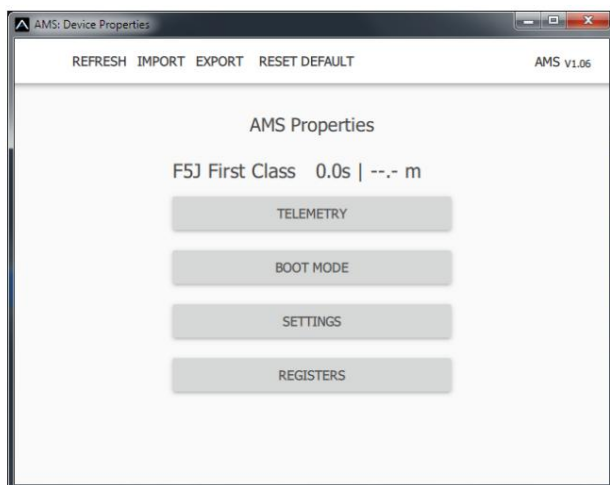 AMS: Device Properties
REFRESH IMPORT EXPORT RESET DEFAULT AMS V1.06
AMS Properties
F5J First Class 0.0s | --.- m
TELEMETRY
BOOT MODE
SETTINGS
REGISTERS